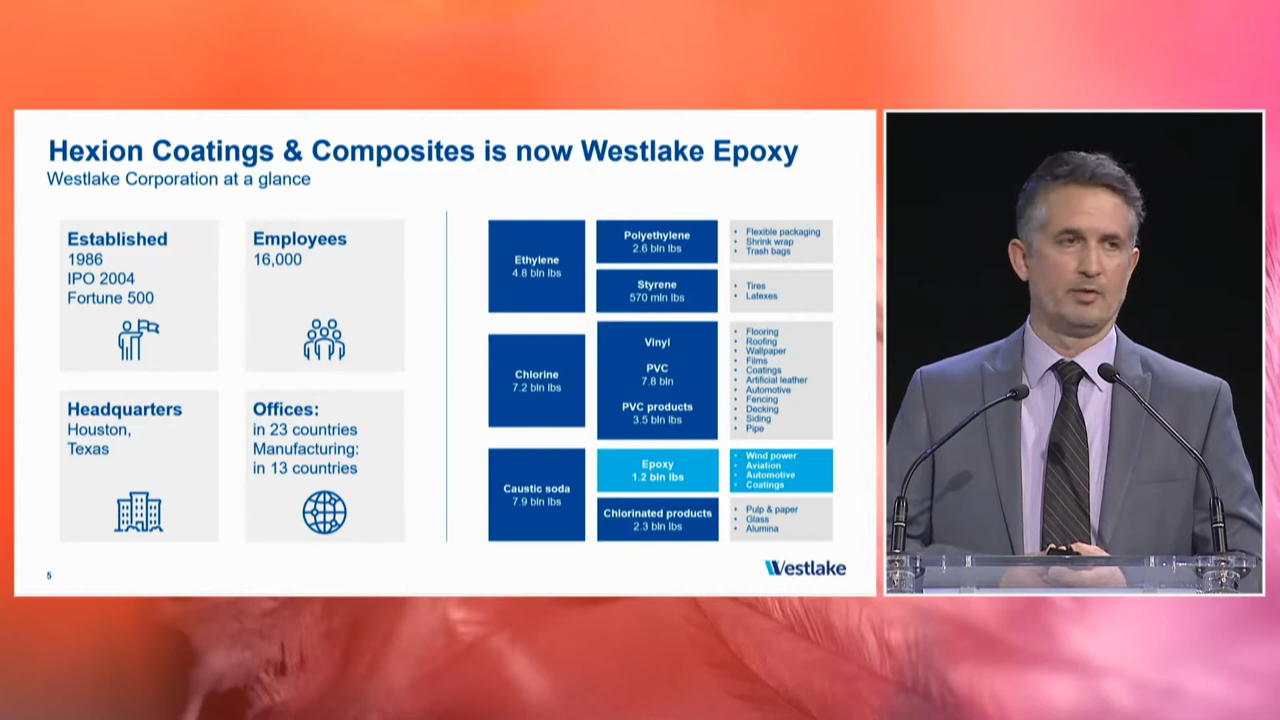 Hexion Coatings & Composites is now Westlake Epoxy
Westlake Corporation at a glance
Established
1986
IPO 2004
Fortune 500
Employees
16,000
Headquarters
Houston,
Texas
Offices:
in 23 countries
Manufacturing:
in 13 countries
Ethylene
4.8 bln lbs
Chlorine
7.2 bln lbs
Caustic soda
7.9 bln lbs
Polyethylene
2.6 bln lbs
Styrene
570 mln lbs
Vinyl
PVC
7.8 bln
PVC products
3.5 bln lbs
Epoxy
1.2 bln lbs
Chlorinated products
2.3 bln lbs
• Flexible packaging
• Shrink wrap
• Trash bags
• Tires
• Latexes
• Flooring
• Roofing
• Wallpaper
• Films
• Coatings
• Artificial leather
• Automotive
• Fencing
• Decking
• Siding
• Pipe
• Wind power
• Aviation
• Automotive
• Coatings
• Pulp & paper
• Glass
• Alumina
5
Westlake